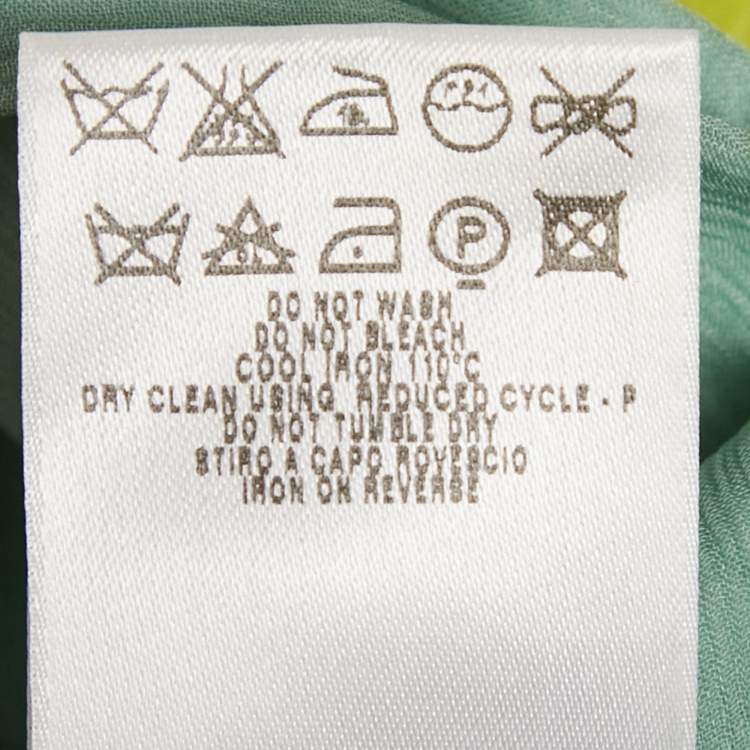 P
DO NOT WASH
DO NOT BLEACH
COOL IRON 110°C
DRY CLEAN USING REDUCED CYCLE - P
DO NOT TUMBLE DRY
STIRO A CAPO ROVESCIO
IRON ON REVERSE